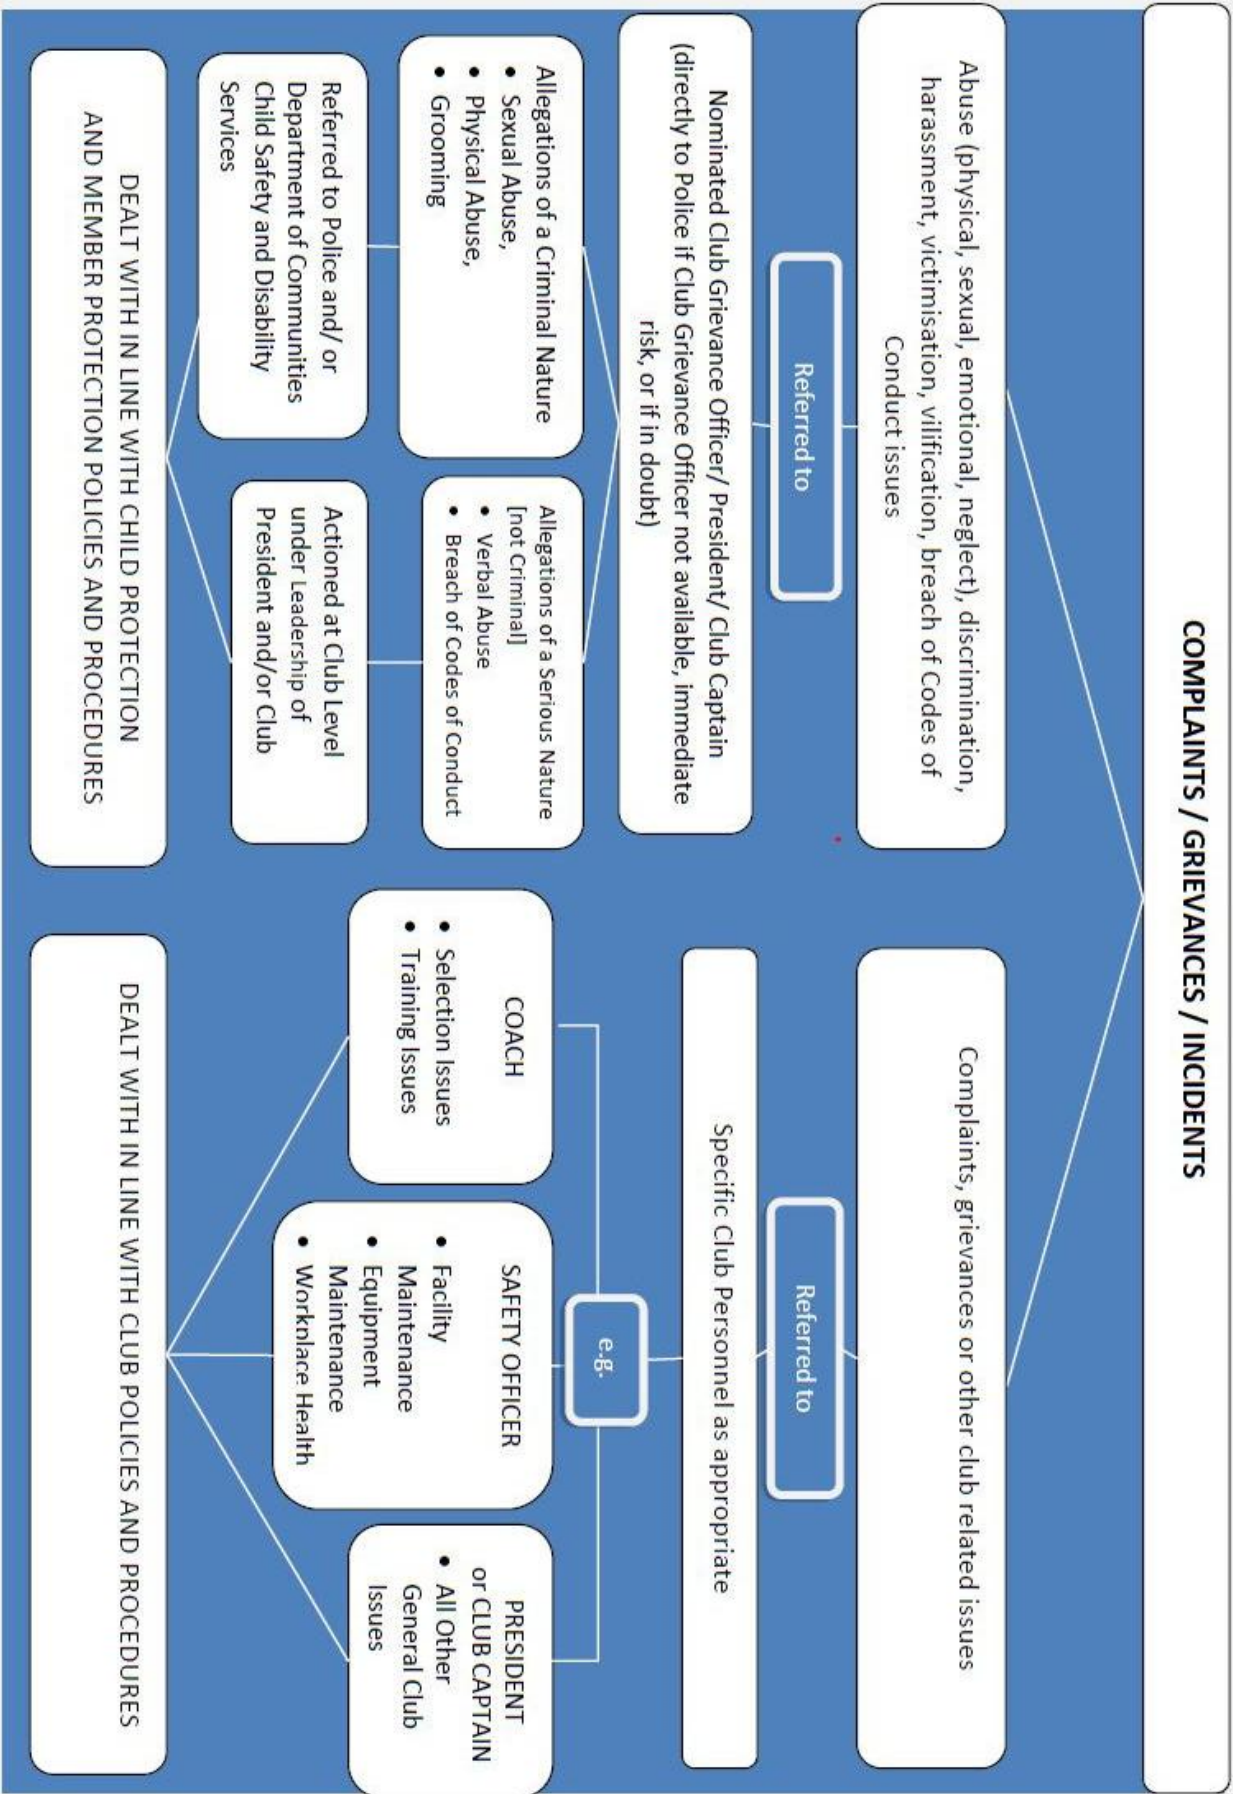 COMPLAINTS / GRIEVANCES / INCIDENTS
Abuse (physical, sexual, emotional, neglect), discrimination,
harassment, victimisation, vilification, breach of Codes of
Conduct issues
Referred to
Nominated Club Grievance Officer/ President/ Club Captain
(directly to Police if Club Grievance Officer not available, immediate
risk, or if in doubt)
Allegations of a Criminal Nature
• Sexual Abuse,
• Physical Abuse,
• Grooming
Allegations of a Serious Nature
[not Criminal]
• Verbal Abuse
• Breach of Codes of Conduct
Referred to Police and/ or
Department of Communities
Child Safety and Disability
Services
Actioned at Club Level
under Leadership of
President and/or Club
DEALT WITH IN LINE WITH CHILD PROTECTION
AND MEMBER PROTECTION POLICIES AND PROCEDURES
Complaints, grievances or other club related issues
Referred to
Specific Club Personnel as appropriate
e.g.
COACH
• Selection Issues
• Training Issues
SAFETY OFFICER
• Facility
Maintenance
• Equipment
Maintenance
• Workplace Health
PRESIDENT
or CLUB CAPTAIN
• All Other
General Club
Issues
DEALT WITH IN LINE WITH CLUB POLICIES AND PROCEDURES